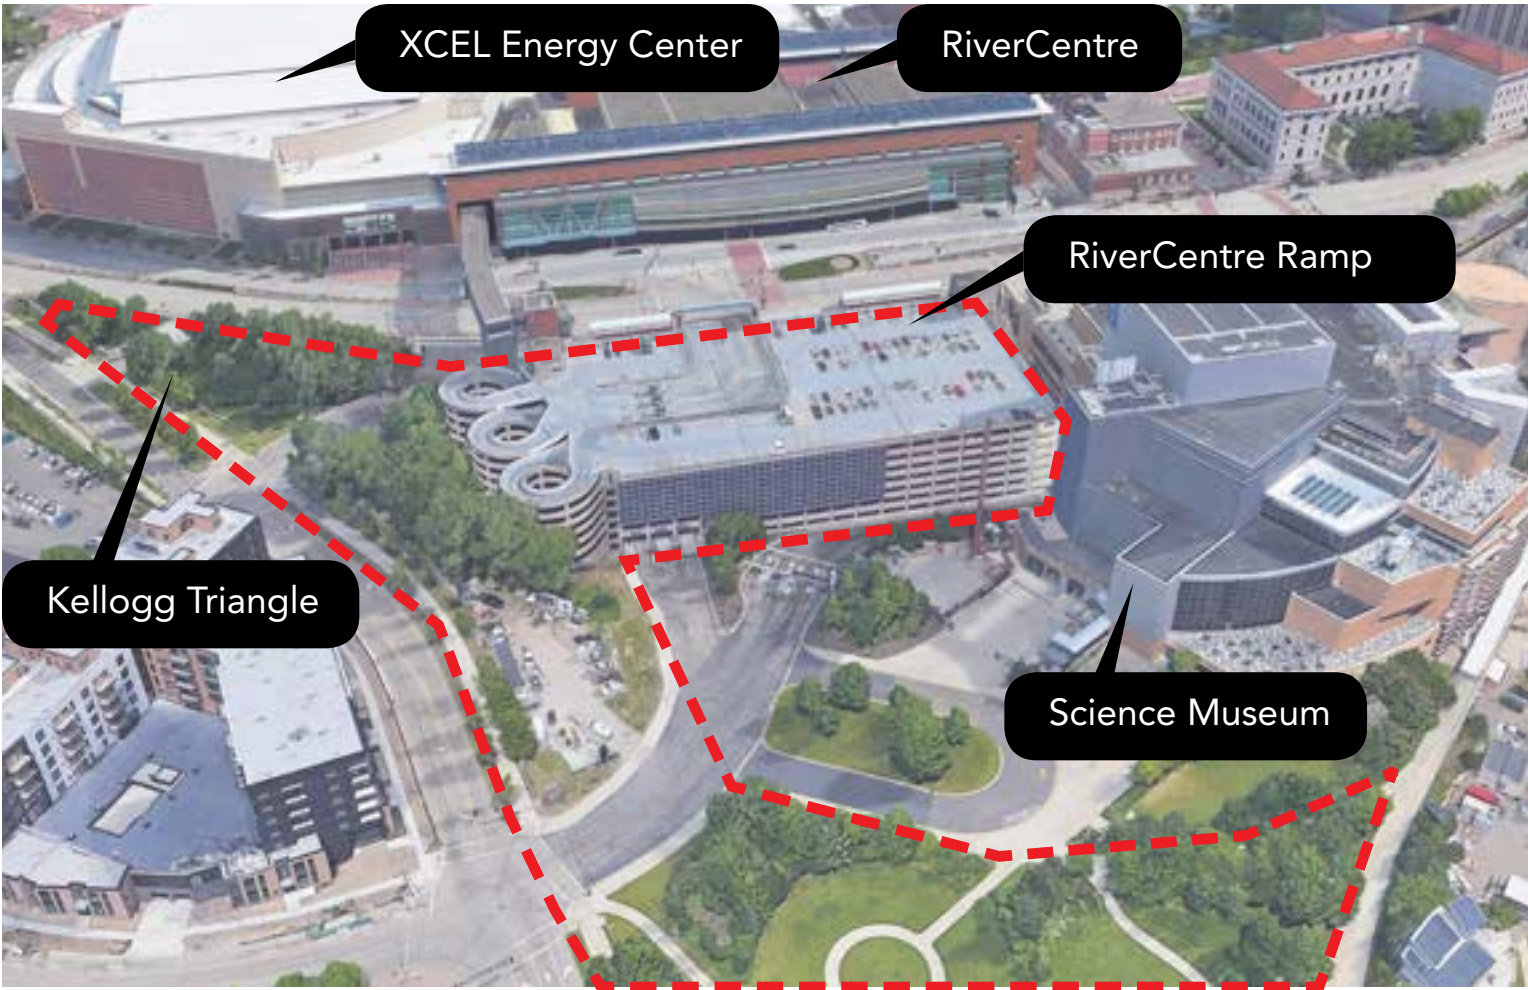 XCEL Energy Center
RiverCentre
RiverCentre Ramp
Kellogg Triangle
Science Museum